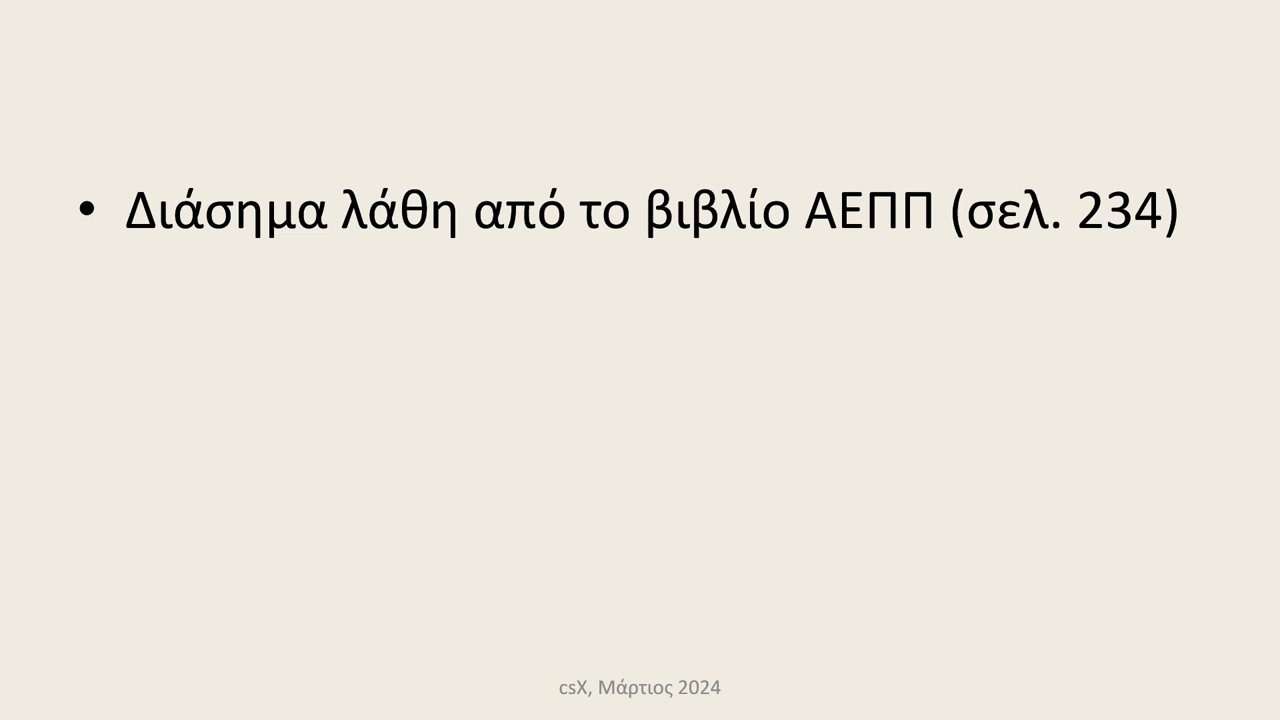 • Διάσημα λάθη από το βιβλίο ΑΕΠΠ (σελ. 234)
csX, Μάρτιος 2024